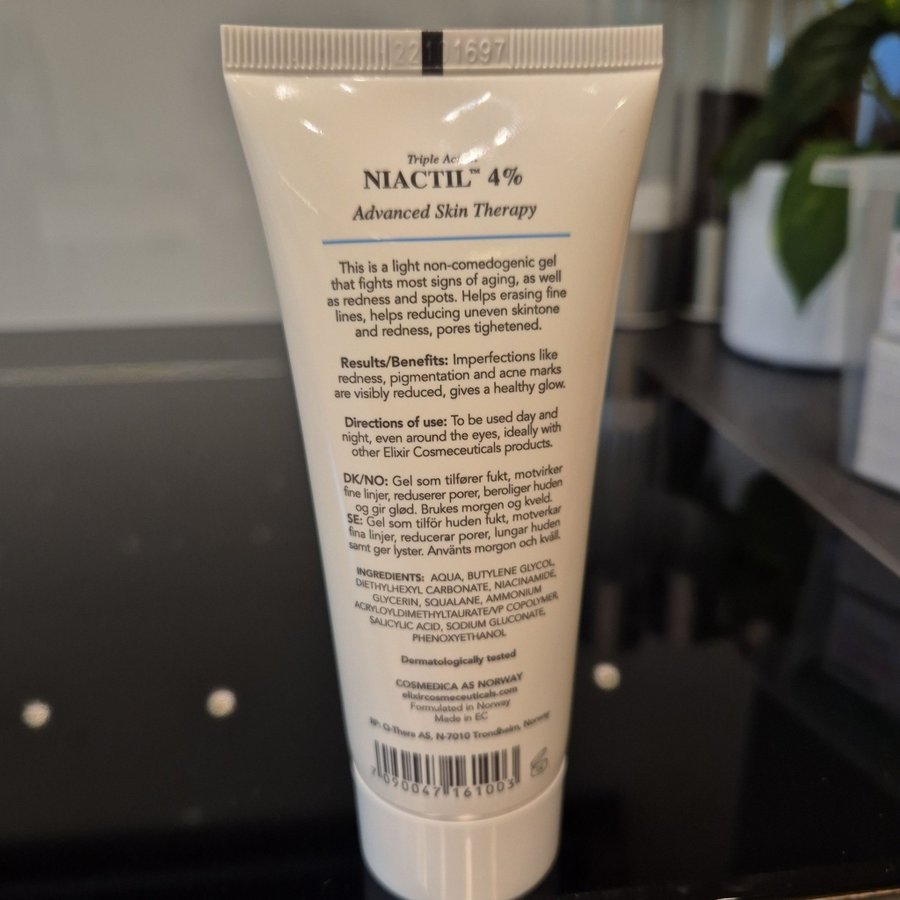 1697
Triple
NIACTIL™ 4%
Advanced Skin Therapy
This is a light non-comedogenic gel
that fights most signs of aging, as well
as redness and spots. Helps erasing fine
lines, helps reducing uneven skintone
and redness, pores tighetened.
Results/Benefits: Imperfections like
redness, pigmentation and acne marks
are visibly reduced, gives a healthy glow.
Directions of use: To be used day and
night, even around the eyes, ideally with
other Elixir Cosmeceuticals products.
DK/NO: Gel som tilfører fukt, motvirker
fine linjer, reduserer porer, beroliger huden
og gir glød. Brukes morgen og kveld.
SE: Gel som tilför huden fukt, motverkar
fina linjer, reducerar porer, lungar huden
samt ger lyster. Använts morgon och kväll.
INGREDIENTS: AQUA, BUTYLENE GLYCOL,
DIETHYLHEXYL CARBONATE, NIACINAMIDE,
GLYCERIN, SQUALANE, AMMONIUM
ACRYLOYLDIMETHYLTAURATE/VP COPOLYMER,
SALICYLIC ACID, SODIUM GLUCONATE,
PHENOXYETHANOL
Dermatologically tested
COSMEDICA AS NORWAY
elixircosmeceuticals.com
Formulated in Norway
Made in EC
RP: Q-Thera AS, N-7010 Trondheim, Norway
7 090047 161003